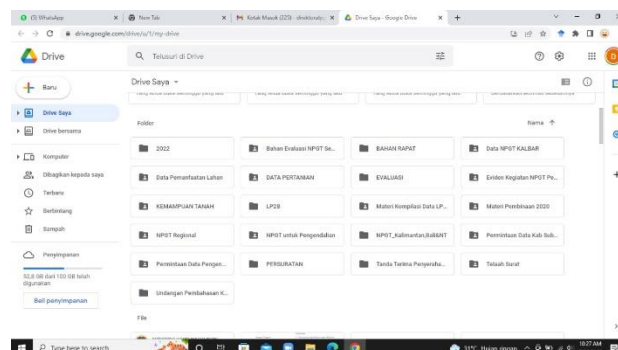 (5) WhatsApp
New Tab
Kotak Masuk (223) - direktoratp
Drive Saya - Google Drive
drive.google.com/drive/u/1/my-drive
Drive
Telusuri di Drive
Baru
Drive Saya
Drive bersama
Komputer
Dibagikan kepada saya
Terbaru
Berbintang
Sampah
Penyimpanan
GB dari 100 GB telah
digunakan
Beli penyimpanan
Drive Saya
Folder
Nama
2022
Bahan Evaluasi NPGT Se...
BAHAN RAPAT
Data NPGT KALBAR
Data Pemanfaatan Lahan
DATA PERTANIAN
EVALUASI
Eviden Kegiatan NPGT Pe...
KEMAMPUAN TANAH
LP2B
Materi Kompilasi Data LP...
Materi Pembinaan 2020
NPGT Regional
NPGT untuk Pengendalian
NPGT_Kalimantan,Bali&NT
Permintaan Data Kab Sub...
Permintaan Data Pengen...
PERSURATAN
Tanda Terima Penyeraha...
Telaah Surat
Undangan Pembahasan K...
File
Type here to search
31°C Hujan ringan
10:27 AM